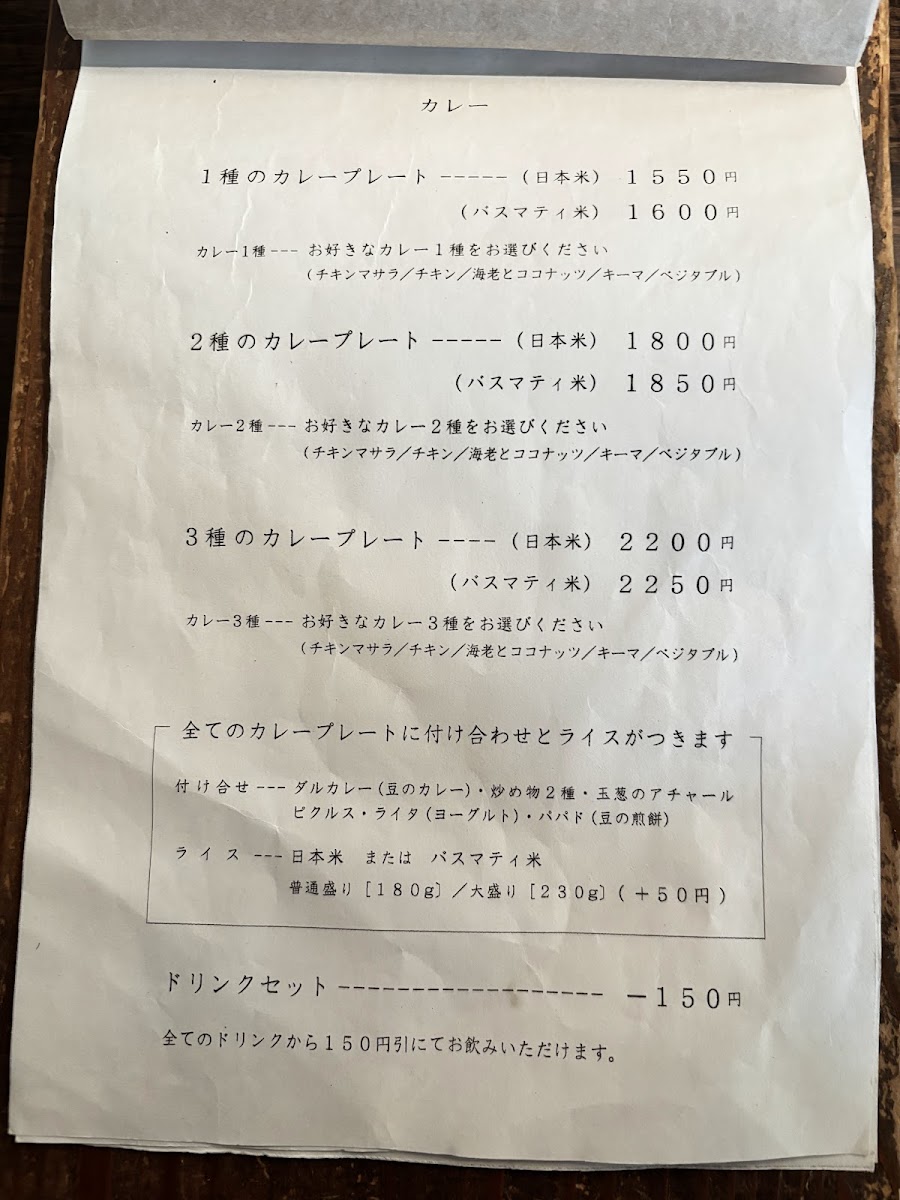 カレー
1種のカレープレート ----- (日本米) 1550円
(バスマティ米) 1600円
カレー1種--- お好きなカレー1種をお選びください
(チキンマサラ/チキン/海老とココナッツ/キーマ/ベジタブル)
2種のカレープレート ----- (日本米) 1800円
(バスマティ米) 1850円
カレー2種--- お好きなカレー2種をお選びください
(チキンマサラ/チキン/海老とココナッツ/キーマ/ベジタブル)
3種のカレープレート ---- (日本米) 2200円
(バスマティ米) 2250円
カレー3種--- お好きなカレー3種をお選びください
(チキンマサラ/チキン/海老とココナッツ/キーマ/ベジタブル)
全てのカレープレートに付け合わせとライスがつきます
付け合せ --- ダルカレー(豆のカレー)・炒め物2種・玉葱のアチャール
ピクルス・ライタ(ヨーグルト)・パパド(豆の煎餅)
ライス --- 日本米 または バスマティ米
普通盛り[180g]/大盛り[230g](+50円)
ドリンクセット ------------------- −150円
全てのドリンクから150円引にてお飲みいただけます。